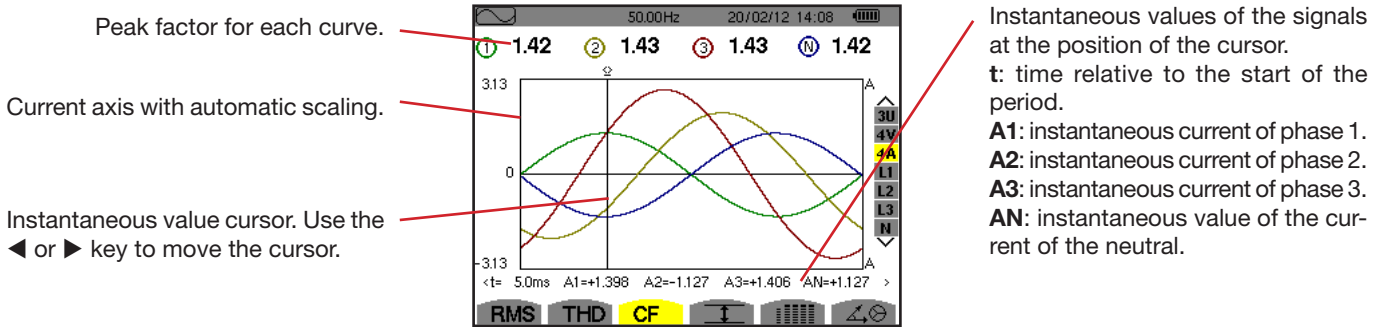 Peak factor for each curve.
Current axis with automatic scaling.
Instantaneous value cursor. Use the
◄ or ► key to move the cursor.
50.00Hz 20/02/12 14:08
1 1.42 2 1.43 3 1.43 N 1.42
3.13 A
0
-3.13 A
3U
4V
4A
L1
L2
L3
N
<t= 5.0ms A1=+1.398 A2=-1.127 A3=+1.406 AN=+1.127 >
RMS THD CF
Instantaneous values of the signals
at the position of the cursor.
t: time relative to the start of the
period.
A1: instantaneous current of phase 1.
A2: instantaneous current of phase 2.
A3: instantaneous current of phase 3.
AN: instantaneous value of the cur-
rent of the neutral.